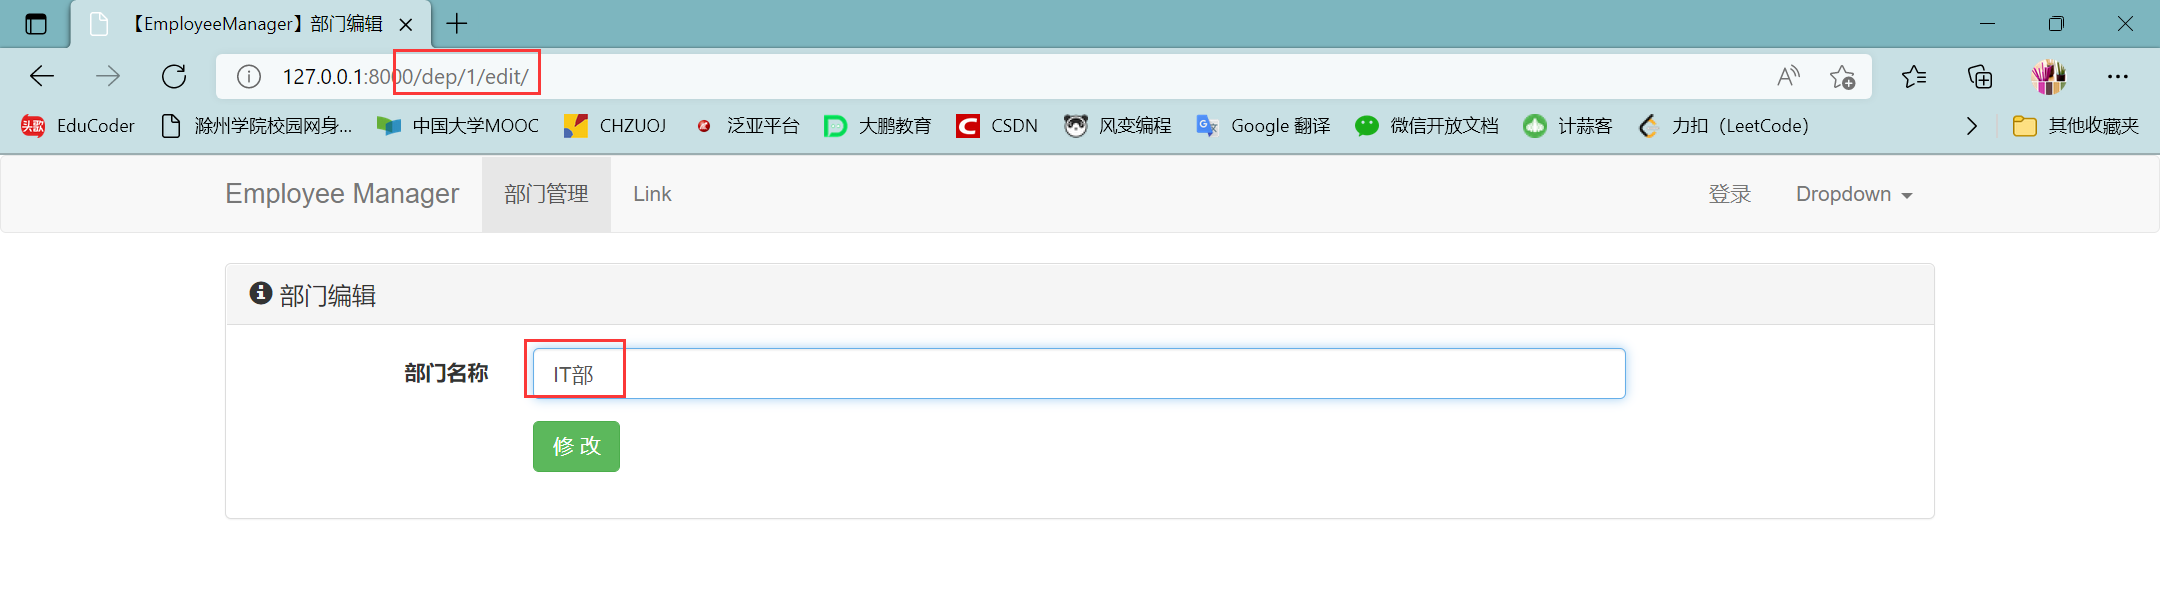 【EmployeeManager】部门编辑
127.0.0.1:8000/dep/1/edit/
头歌 EduCoder 滁州学院校园网身... 中国大学MOOC CHZUOJ 泛亚平台 大鹏教育 CSDN 风变编程 Google 翻译 微信开放文档 计蒜客 力扣（LeetCode） 其他收藏夹
Employee Manager 部门管理 Link 登录 Dropdown
部门编辑
部门名称 IT部
修 改